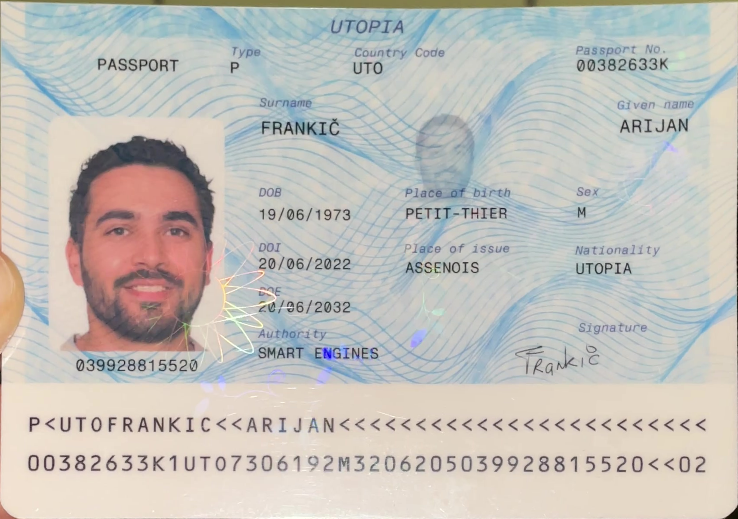 UTOPIA
PASSPORT
Type
P
Country Code
UTO
Passport No.
00382633K
Surname
FRANKIČ
Given name
ARIJAN
DOB
19/06/1973
Place of birth
PETIT-THIER
Sex
M
DOI
20/06/2022
Place of issue
ASSENOIS
Nationality
UTOPIA
DOE
20/06/2032
Authority
SMART ENGINES
Signature
Frankič
039928815520
P<UTOFRANKIC<<ARIJAN<<<<<<<<<<<<<<<<<<<<<<<<
00382633K1UTO7306192M3206205039928815520<<02